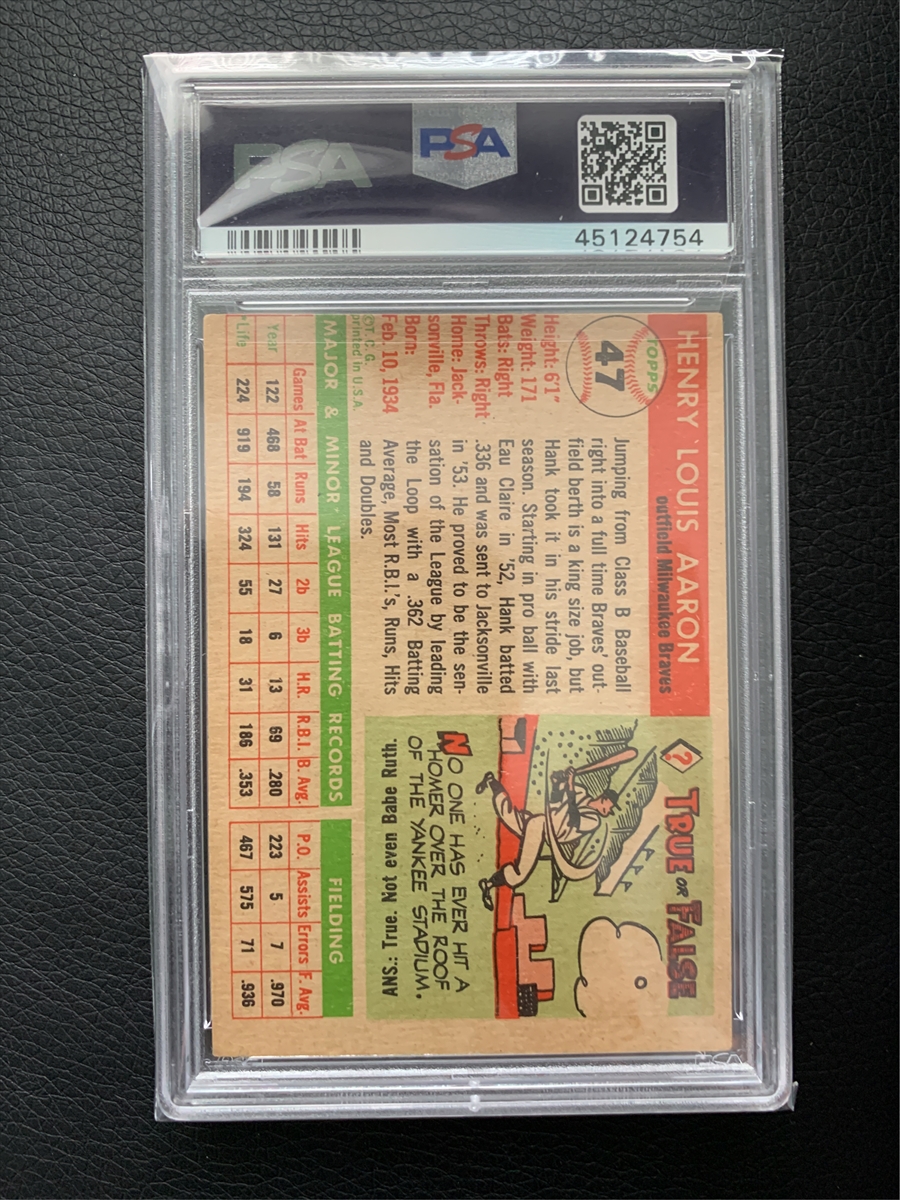 PSA
PSA
45124754
HENRY LOUIS AARON
outfield Milwaukee Braves
TOPPS
47
Height: 6'1"
Weight: 171
Bats: Right
Throws: Right
Home: Jack-
sonville, Fla.
Born:
Feb. 10, 1934
T. C. G.
printed in U.S.A.
Jumping from Class B Baseball
right into a full time Braves' out-
field berth is a king size job, but
Hank took it in his stride last
season. Starting in pro ball with
Eau Claire in '52, Hank batted
.336 and was sent to Jacksonville
in '53. He proved to be the sen-
sation of the League by leading
the Loop with a .362 Batting
Average, Most R.B.I.'s, Runs, Hits
and Doubles.
? TRUE OR FALSE
NO ONE HAS EVER HIT A
HOMER OVER THE ROOF
OF THE YANKEE STADIUM.
ANS: True. Not even Babe Ruth.
MAJOR & MINOR LEAGUE BATTING RECORDS FIELDING
Games At Bat Runs Hits 2b 3b H.R. R.B.I. B. Avg. P.O. Assists Errors F. Avg.
Year 122 468 58 131 27 6 13 69 .280 223 5 7 .970
Life 224 919 194 324 55 18 31 186 .353 467 575 71 .936